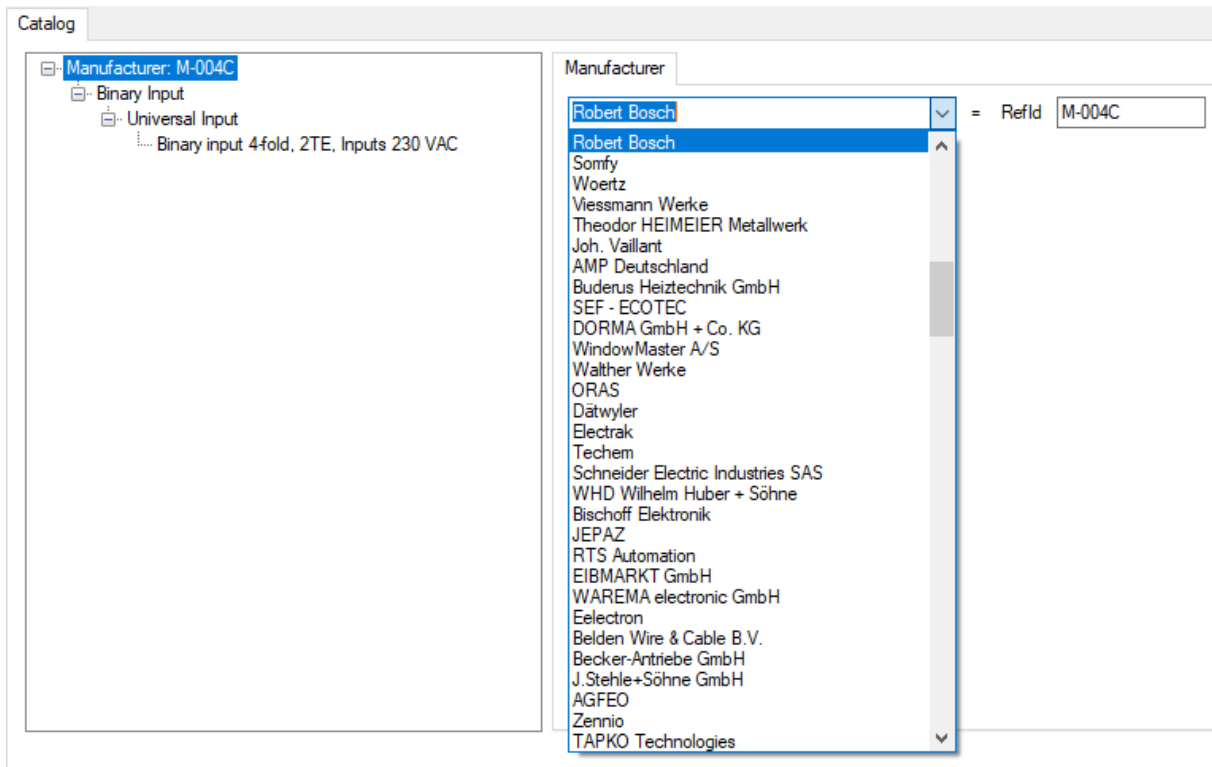 Catalog
Manufacturer: M-004C
Binary Input
Universal Input
Binary input 4-fold, 2TE, Inputs 230 VAC
Manufacturer
Robert Bosch = RefId M-004C
Robert Bosch
Somfy
Woertz
Viessmann Werke
Theodor HEIMEIER Metallwerk
Joh. Vaillant
AMP Deutschland
Buderus Heiztechnik GmbH
SEF - ECOTEC
DORMA GmbH + Co. KG
WindowMaster A/S
Walther Werke
ORAS
Dätwyler
Electrak
Techem
Schneider Electric Industries SAS
WHD Wilhelm Huber + Söhne
Bischoff Elektronik
JEPAZ
RTS Automation
EIBMARKT GmbH
WAREMA electronic GmbH
Eelectron
Belden Wire & Cable B.V.
Becker-Antriebe GmbH
J.Stehle+Söhne GmbH
AGFEO
Zennio
TAPKO Technologies